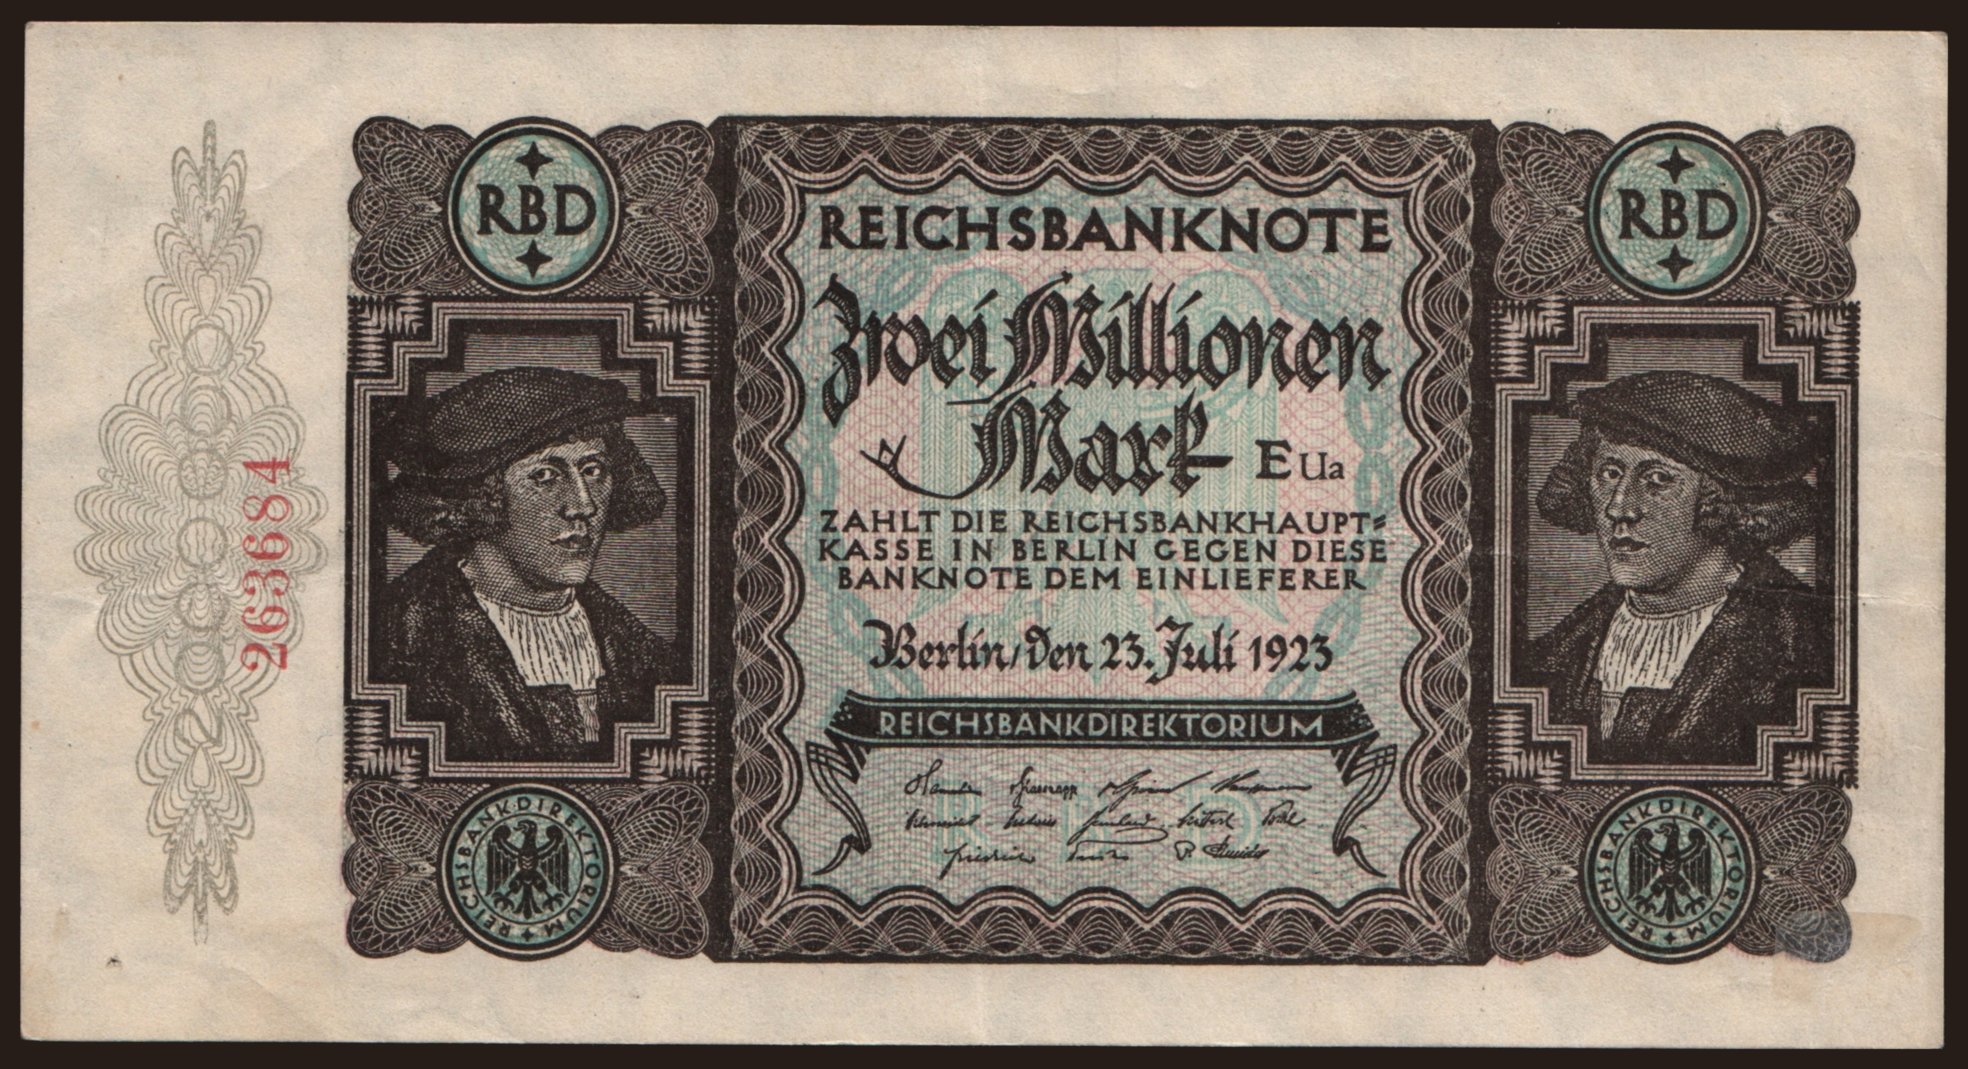 RBD
RBD
REICHSBANKNOTE
Zwei Millionen
Mark
E Ua
ZAHLT DIE REICHSBANKHAUPT=
KASSE IN BERLIN GEGEN DIESE
BANKNOTE DEM EINLIEFERER
Berlin, den 23. Juli 1923
REICHSBANKDIREKTORIUM
REICHSBANKDIREKTORIUM
REICHSBANKDIREKTORIUM
263684